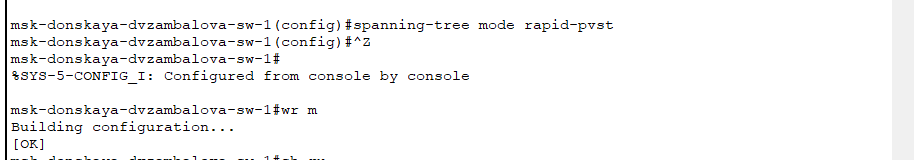 msk-donskaya-dvzambalova-sw-1(config)#spanning-tree mode rapid-pvst
msk-donskaya-dvzambalova-sw-1(config)#^Z
msk-donskaya-dvzambalova-sw-1#
%SYS-5-CONFIG_I: Configured from console by console
msk-donskaya-dvzambalova-sw-1#wr m
Building configuration...
[OK]